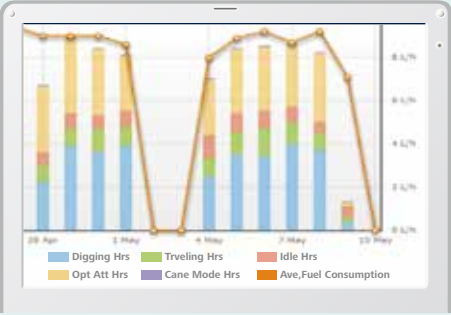 8 L/h
6 L/h
4 L/h
2 L/h
0 L/h
28 Apr 1 May 4 May 7 May 10 May
Digging Hrs Trveling Hrs Idle Hrs
Opt Att Hrs Cane Mode Hrs Ave,Fuel Consumption